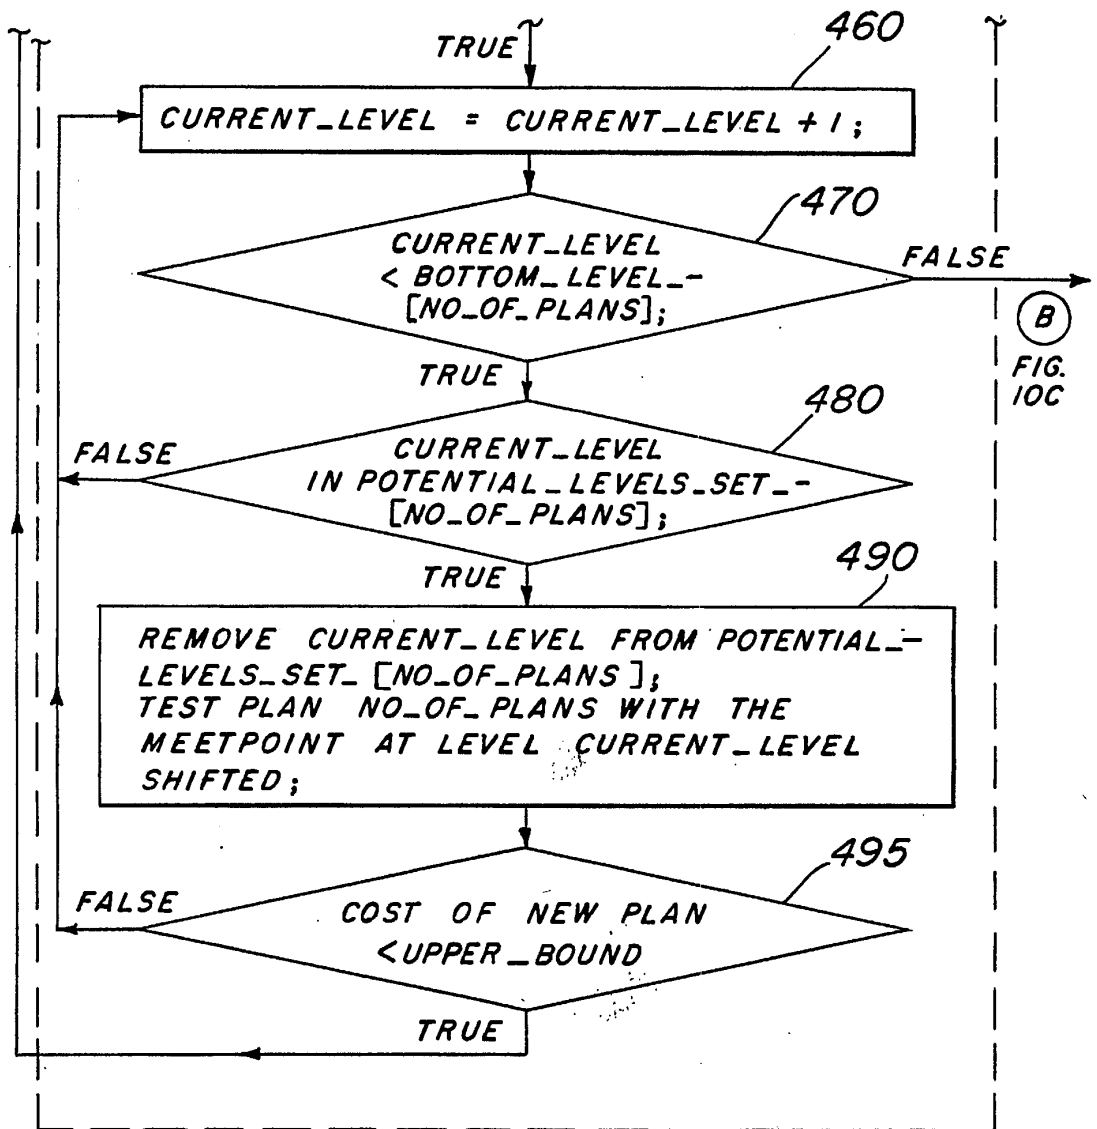 TRUE
460
CURRENT_LEVEL = CURRENT_LEVEL + 1;
470
CURRENT_LEVEL
< BOTTOM_LEVEL_-
[NO_OF_PLANS];
FALSE
B
FIG.
10C
TRUE
480
CURRENT_LEVEL
IN POTENTIAL_LEVELS_SET_-
[NO_OF_PLANS];
FALSE
TRUE
490
REMOVE CURRENT_LEVEL FROM POTENTIAL_-
LEVELS_SET_ [NO_OF_PLANS];
TEST PLAN NO_OF_PLANS WITH THE
MEETPOINT AT LEVEL CURRENT_LEVEL
SHIFTED;
495
FALSE
COST OF NEW PLAN
<UPPER_BOUND
TRUE